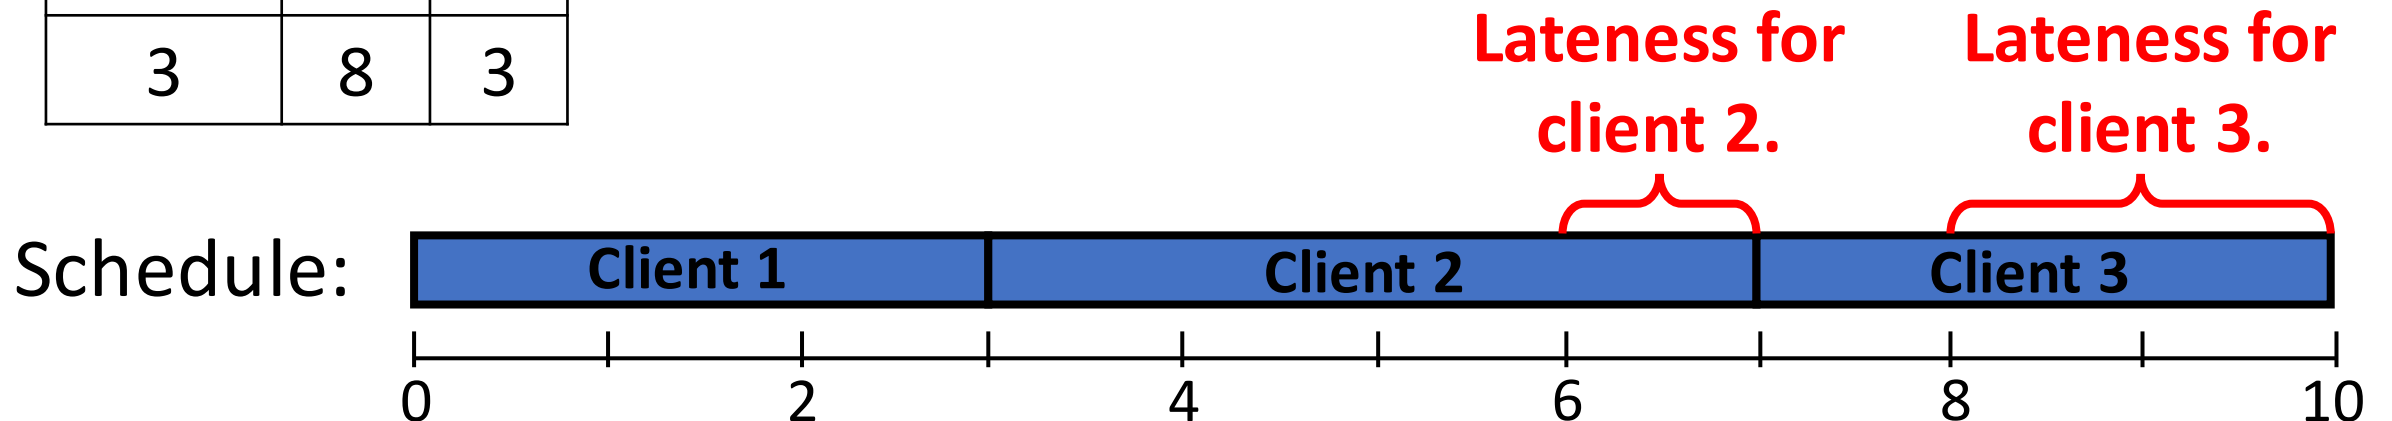 3 8 3
Lateness for
client 2.
Lateness for
client 3.
Schedule: Client 1 Client 2 Client 3
0 2 4 6 8 10